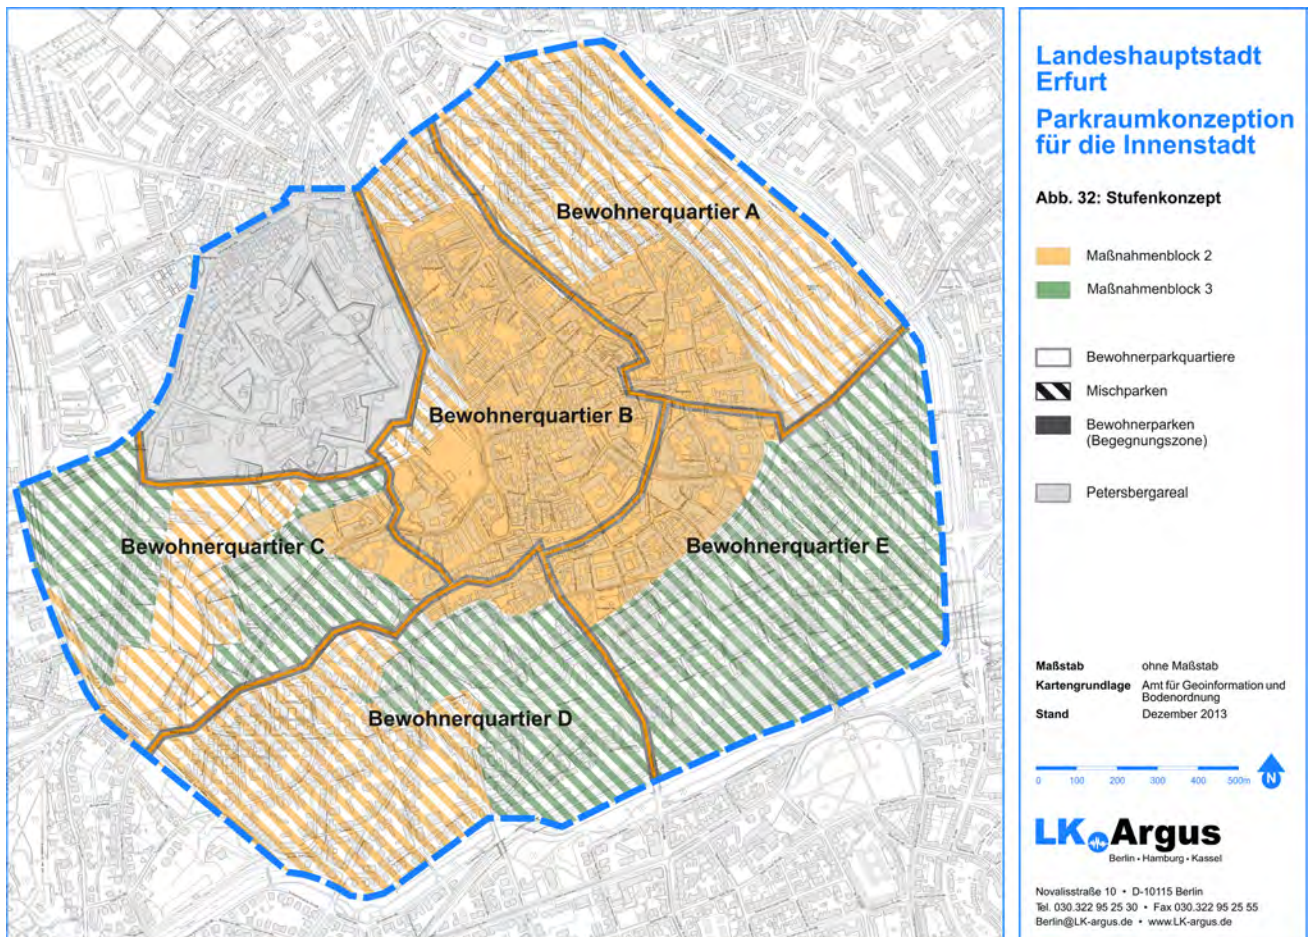 Bewohnerquartier A
Bewohnerquartier B
Bewohnerquartier C
Bewohnerquartier E
Bewohnerquartier D
Landeshauptstadt
Erfurt
Parkraumkonzeption
für die Innenstadt
Abb. 32: Stufenkonzept
Maßnahmenblock 2
Maßnahmenblock 3
Bewohnerparkquartiere
Mischparken
Bewohnerparken
(Begegnungszone)
Petersbergareal
Maßstab ohne Maßstab
Kartengrundlage Amt für Geoinformation und
Bodenordnung
Stand Dezember 2013
0 100 200 300 400 500m N
LK Argus
Berlin • Hamburg • Kassel
Novalisstraße 10 • D-10115 Berlin
Tel. 030.322 95 25 30 • Fax 030.322 95 25 55
Berlin@LK-argus.de • www.LK-argus.de